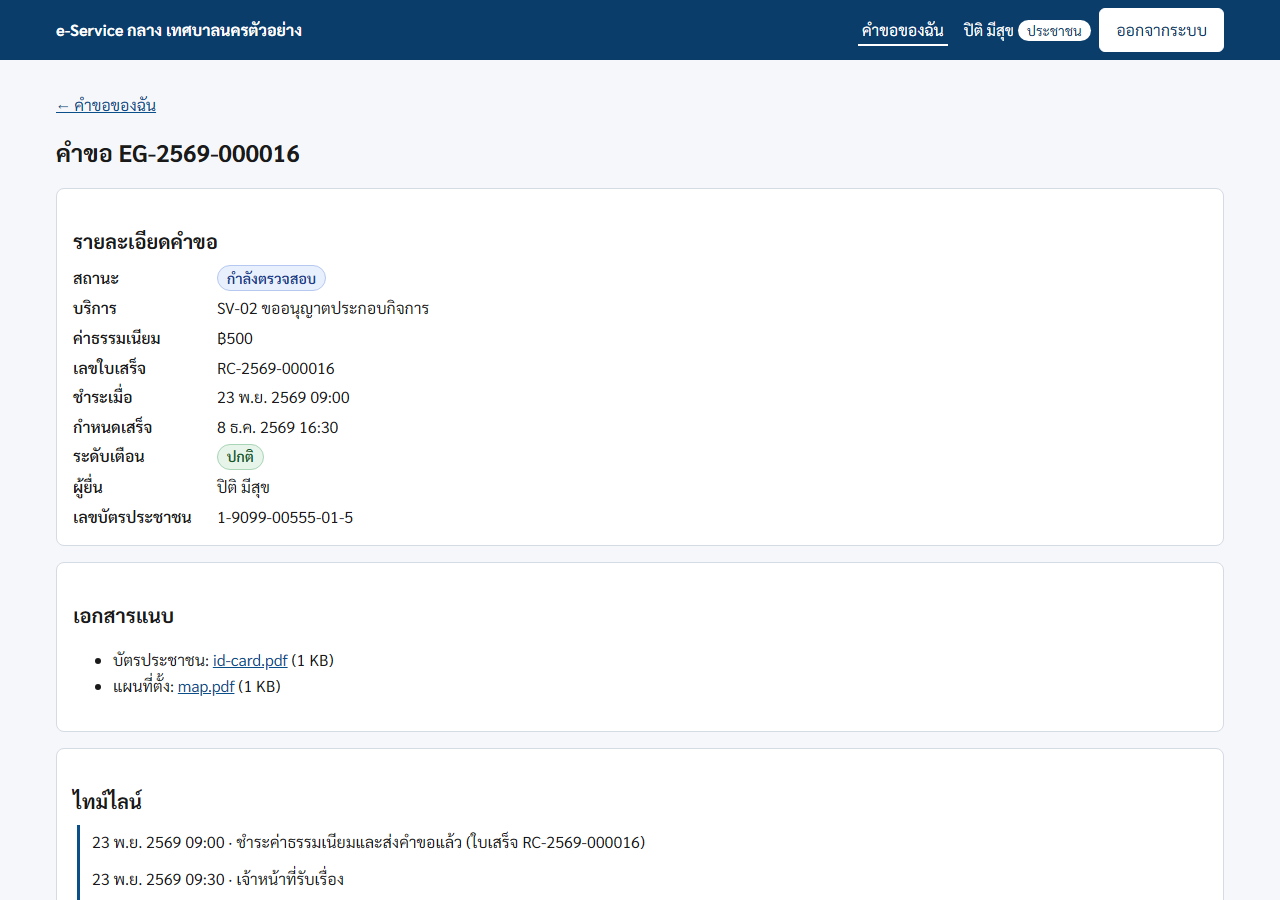 e-Service กลาง เทศบาลนครตัวอย่าง
คำขอของฉัน
ปิติ มีสุข ประชาชน
ออกจากระบบ
← คำขอของฉัน
คำขอ EG-2569-000016
รายละเอียดคำขอ
สถานะ กำลังตรวจสอบ
บริการ SV-02 ขออนุญาตประกอบกิจการ
ค่าธรรมเนียม ฿500
เลขใบเสร็จ RC-2569-000016
ชำระเมื่อ 23 พ.ย. 2569 09:00
กำหนดเสร็จ 8 ธ.ค. 2569 16:30
ระดับเตือน ปกติ
ผู้ยื่น ปิติ มีสุข
เลขบัตรประชาชน 1-9099-00555-01-5
เอกสารแนบ
• บัตรประชาชน: id-card.pdf (1 KB)
• แผนที่ตั้ง: map.pdf (1 KB)
ไทม์ไลน์
23 พ.ย. 2569 09:00 · ชำระค่าธรรมเนียมและส่งคำขอแล้ว (ใบเสร็จ RC-2569-000016)
23 พ.ย. 2569 09:30 · เจ้าหน้าที่รับเรื่อง